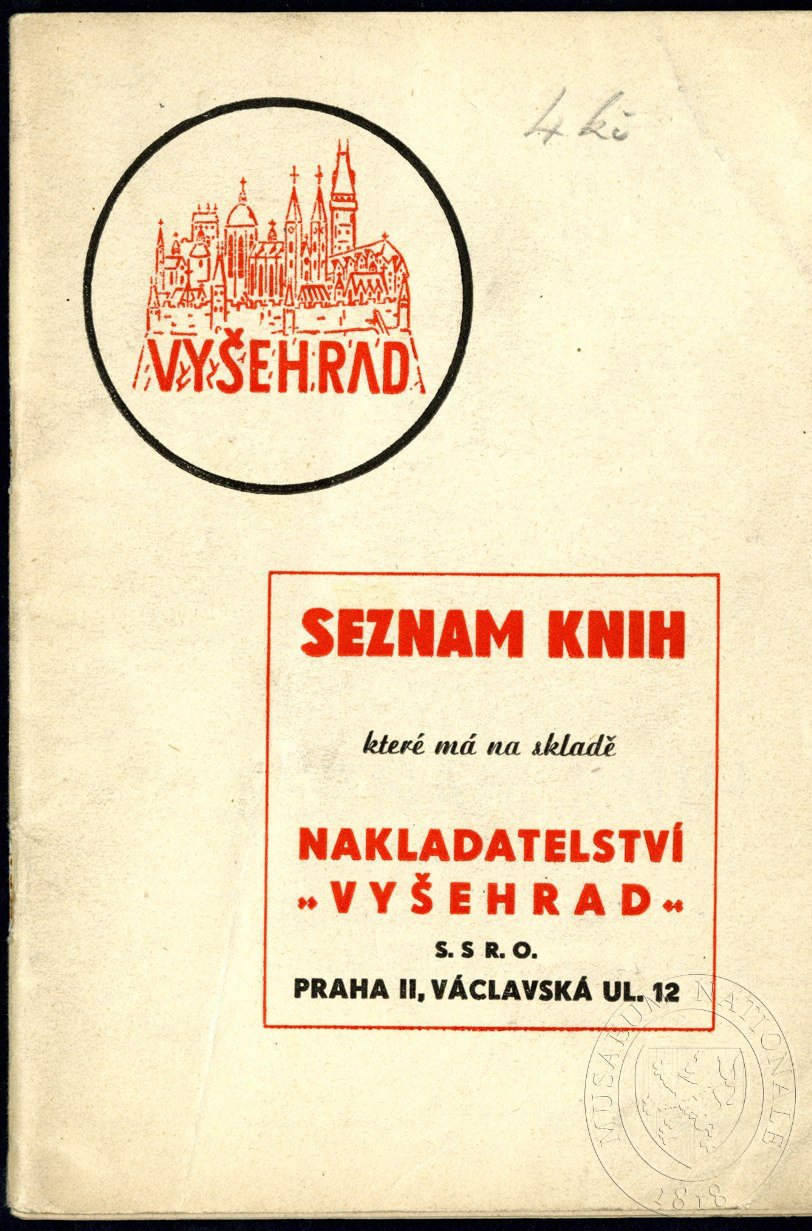 4 kč
VYŠEHRAD
SEZNAM KNIH
které má na skladě
NAKLADATELSTVÍ
„VYŠEHRAD“
S. S R. O.
PRAHA II, VÁCLAVSKÁ UL. 12
MUSAEUM NATIONALE
1818